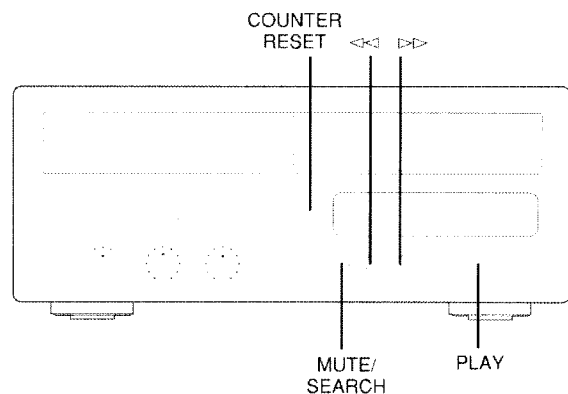 COUNTER
RESET
◁◁ ▷▷
MUTE/
SEARCH
PLAY